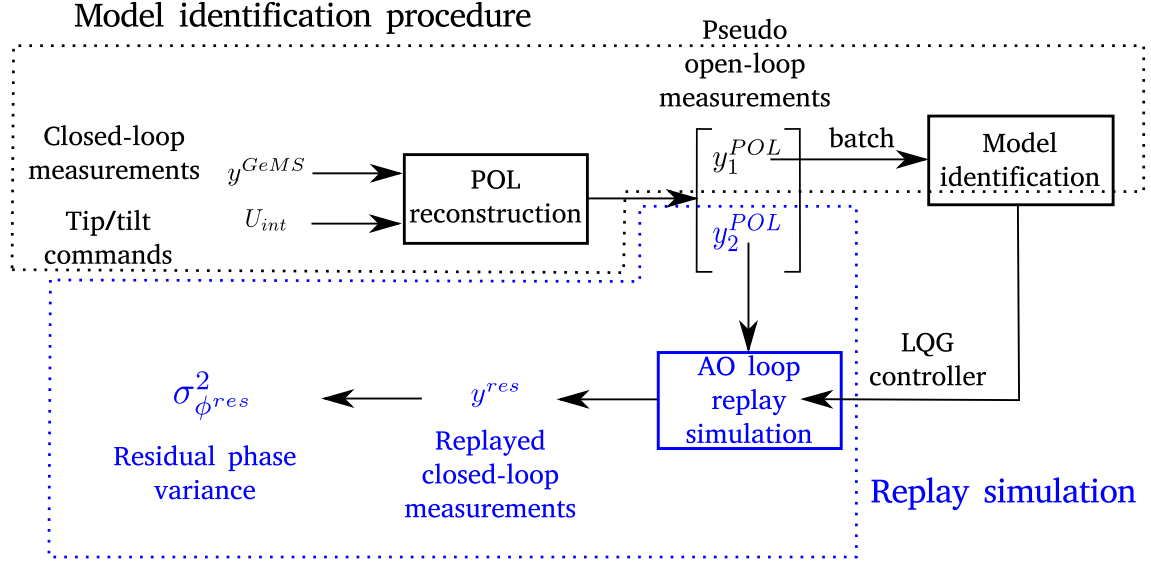 Model identification procedure
Pseudo
open-loop
measurements
Closed-loop
measurements
y^{GeMS}
Tip/tilt
commands
U_{int}
POL
reconstruction
y_1^{POL}
y_2^{POL}
batch
Model
identification
LQG
controller
AO loop
replay
simulation
y^{res}
Replayed
closed-loop
measurements
σ^2_{ϕ^{res}}
Residual phase
variance
Replay simulation